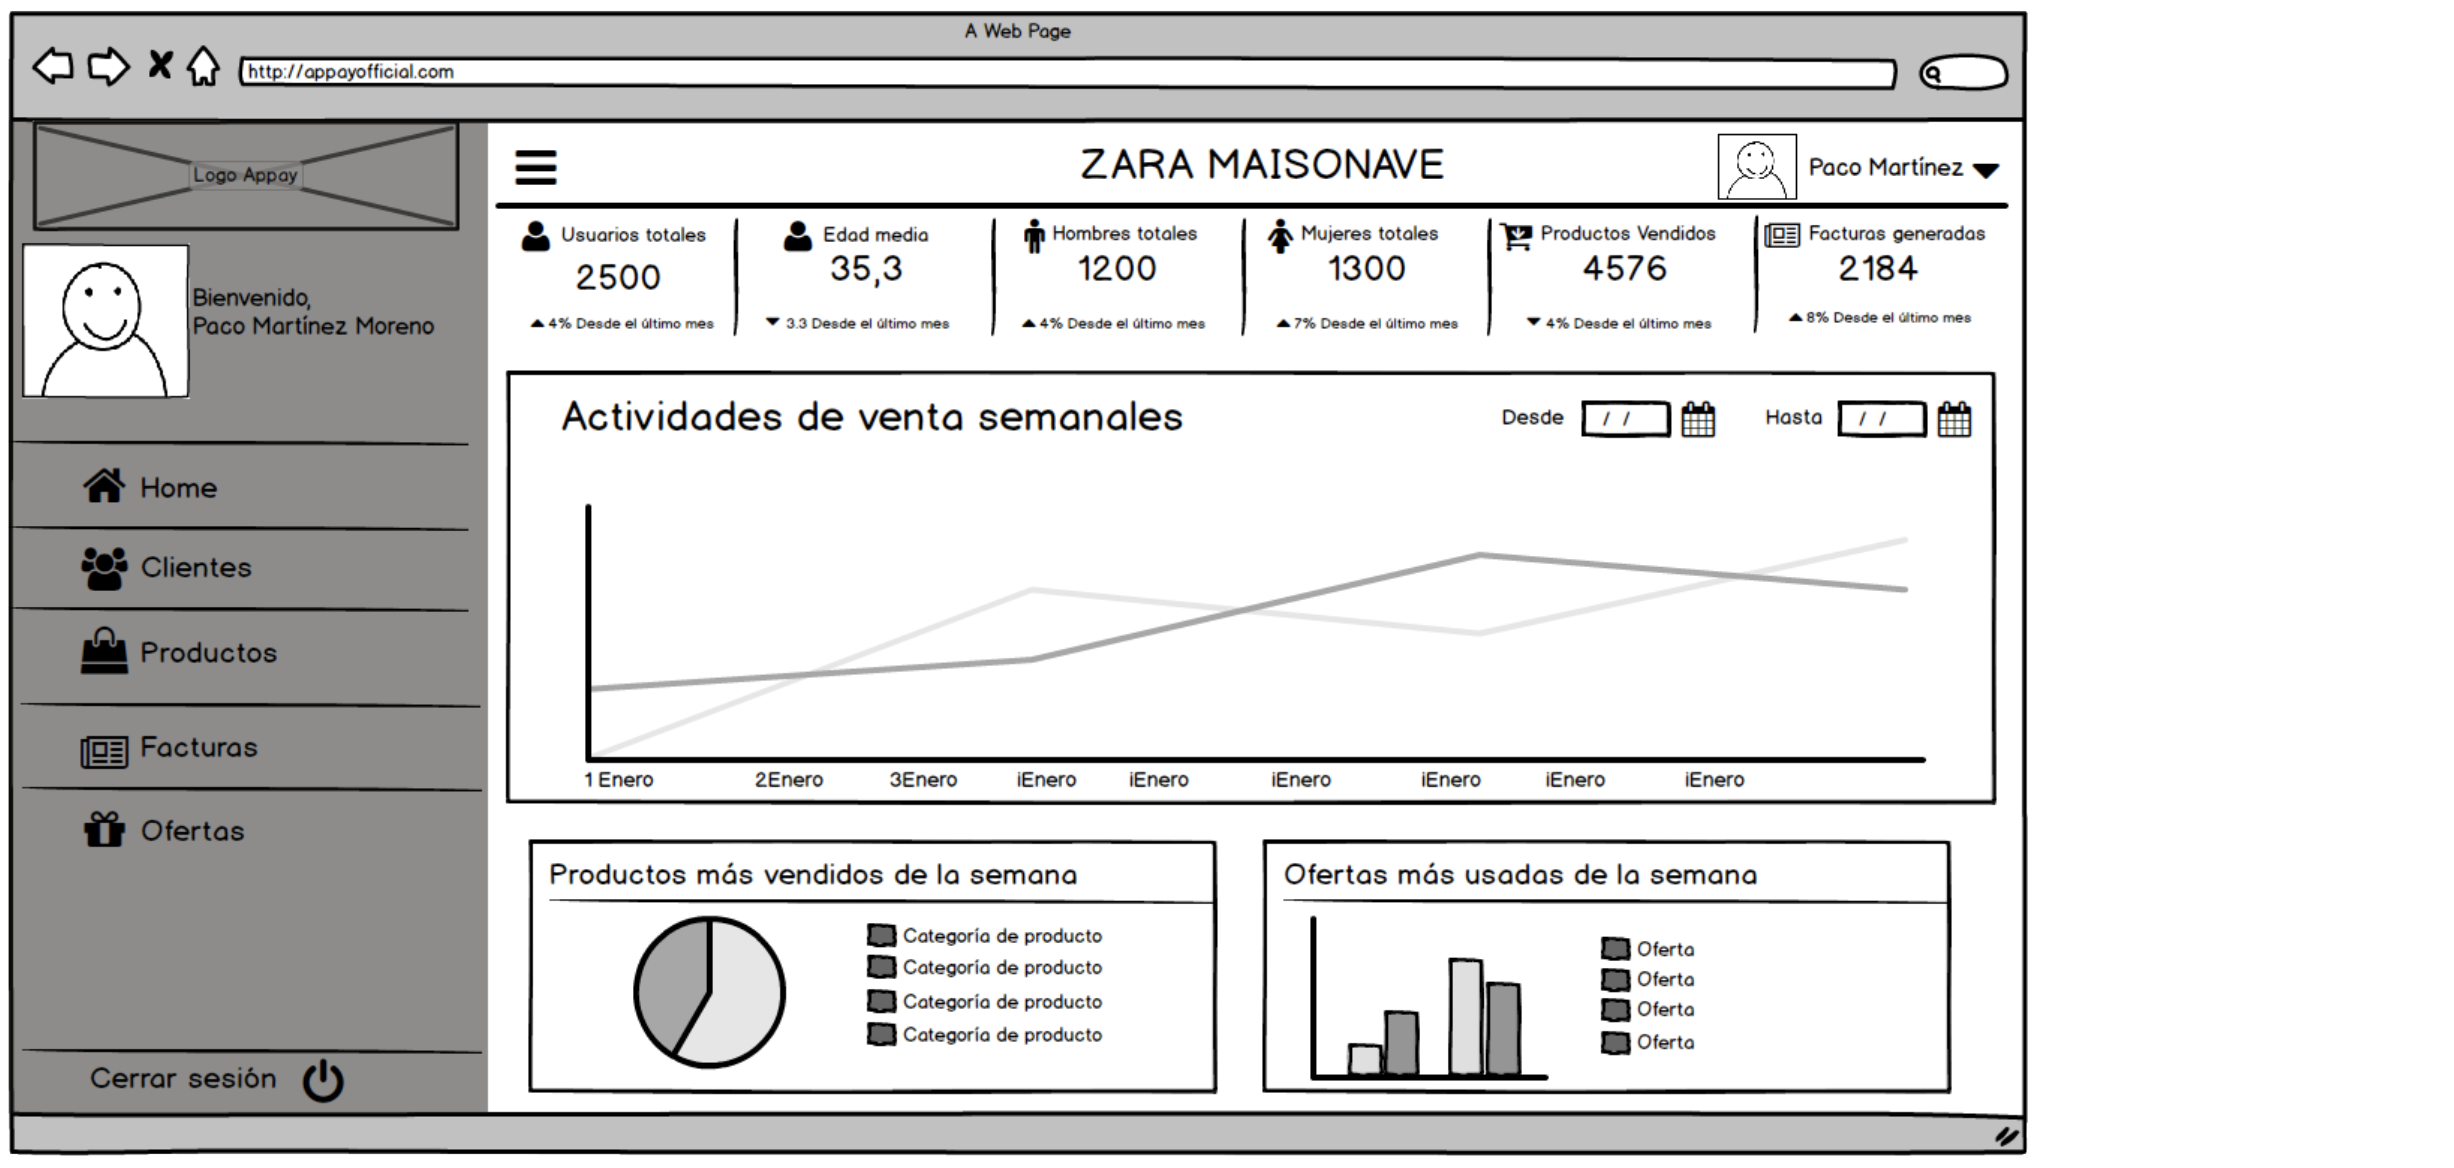 A Web Page
http://appayofficial.com
Logo Appay
Bienvenido,
Paco Martínez Moreno
Home
Clientes
Productos
Facturas
Ofertas
Cerrar sesión
ZARA MAISONAVE
Paco Martínez
Usuarios totales
2500
4% Desde el último mes
Edad media
35,3
3.3 Desde el último mes
Hombres totales
1200
4% Desde el último mes
Mujeres totales
1300
7% Desde el último mes
Productos Vendidos
4576
4% Desde el último mes
Facturas generadas
2184
8% Desde el último mes
Actividades de venta semanales
Desde / /
Hasta / /
1 Enero 2Enero 3Enero iEnero iEnero iEnero iEnero iEnero iEnero
Productos más vendidos de la semana
Categoría de producto
Categoría de producto
Categoría de producto
Categoría de producto
Ofertas más usadas de la semana
Oferta
Oferta
Oferta
Oferta